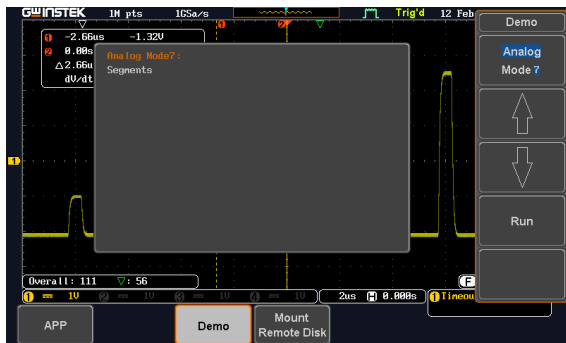 GWINSTEK 1M pts 1GSa/s Trig'd 12 Feb
1 -2.66us -1.32V
2 0.00s
△2.66u
dV/dt
Analog Mode7:
Segments
1
Overall: 111 ▽: 56
1 1V 2 1V 3 1V 4 1V 2us H 0.000s 1 Timeou
F
Demo
Analog
Mode 7
Run
APP
Demo
Mount
Remote Disk